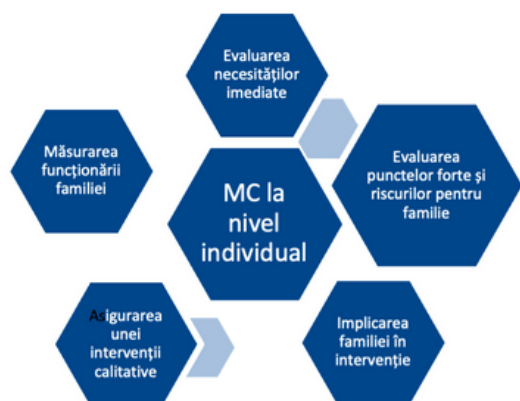 Evaluarea
necesităților
imediate
Măsurarea
funcționării
familiei
Evaluarea
punctelor forte și
riscurilor pentru
familie
MC la
nivel
individual
Asigurarea
unei
intervenții
calitative
Implicarea
familiei în
intervenție